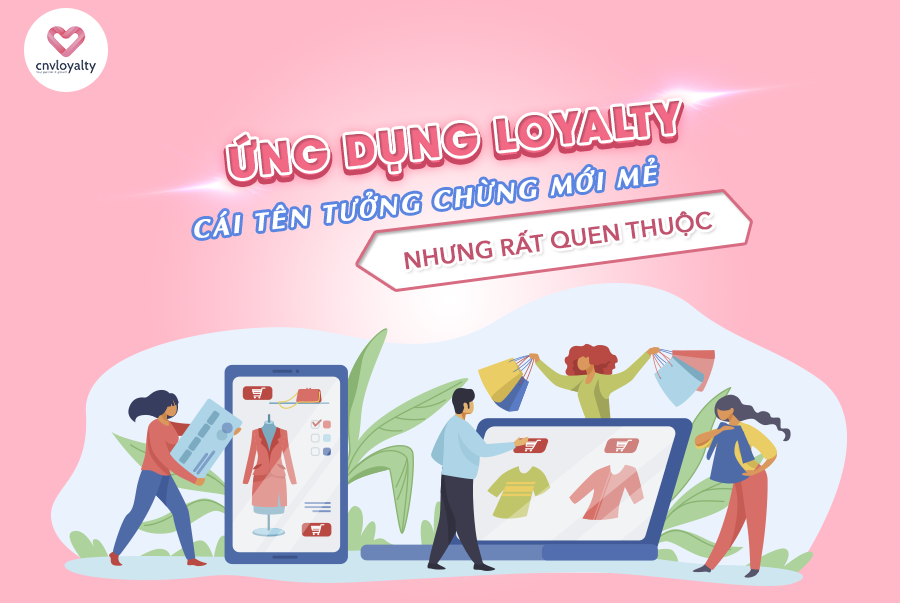 cnvloyalty
ỨNG DỤNG LOYALTY
CÁI TÊN TƯỞNG CHỪNG MỚI MẺ
NHƯNG RẤT QUEN THUỘC